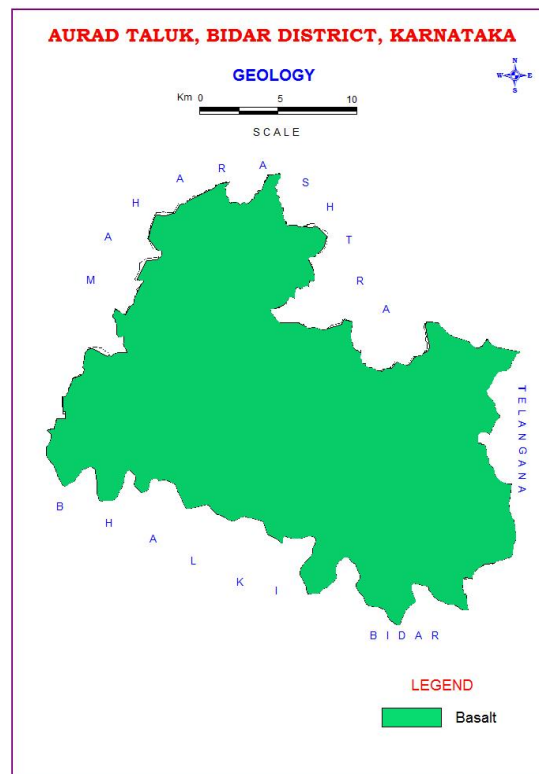 AURAD TALUK, BIDAR DISTRICT, KARNATAKA
GEOLOGY
N
W E
S
Km 0 5 10
SCALE
MAHARASHTRA
TELANGANA
BHALKI
BIDAR
LEGEND
Basalt